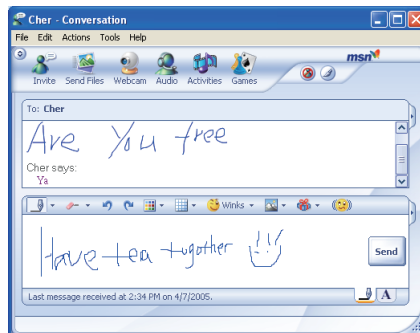 Cher - Conversation
File Edit Actions Tools Help
msn
Invite Send Files Webcam Audio Activities Games
To: Cher
Are You free
Cher says:
Ya
Winks
Have tea togother
Send
Last message received at 2:34 PM on 4/7/2005.
A